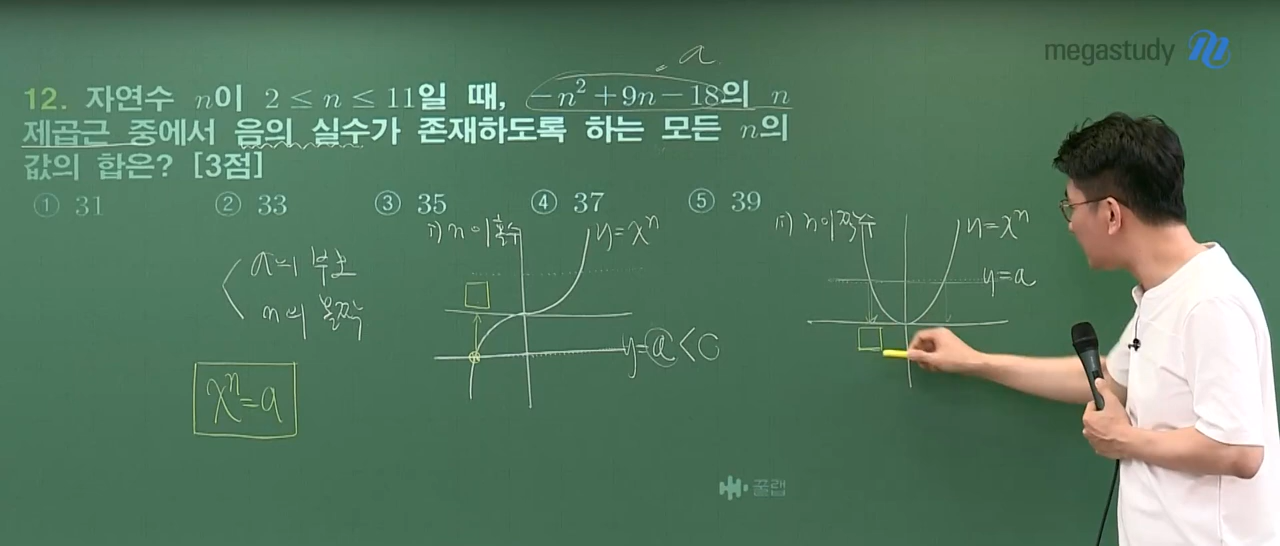 megastudy
= a
12. 자연수 n이 2 ≤ n ≤ 11일 때, -n² + 9n - 18의 n
제곱근 중에서 음의 실수가 존재하도록 하는 모든 n의
값의 합은? [3점]
① 31 ② 33 ③ 35 ④ 37 ⑤ 39
a의 부호
n의 홀짝
xⁿ=a
i) n이 홀수
y=xⁿ
y=a<0
ii) n이 짝수
y=xⁿ
y=a
꿀랩